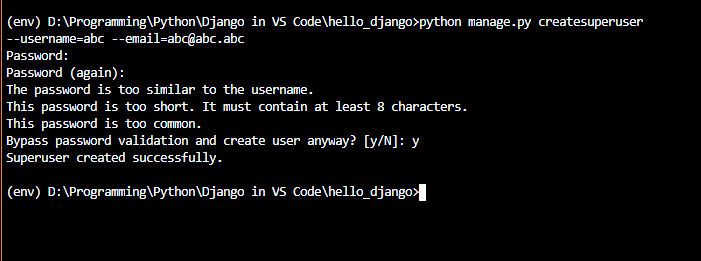 (env) D:\Programming\Python\Django in VS Code\hello_django>python manage.py createsuperuser
--username=abc --email=abc@abc.abc
Password:
Password (again):
The password is too similar to the username.
This password is too short. It must contain at least 8 characters.
This password is too common.
Bypass password validation and create user anyway? [y/N]: y
Superuser created successfully.
(env) D:\Programming\Python\Django in VS Code\hello_django>